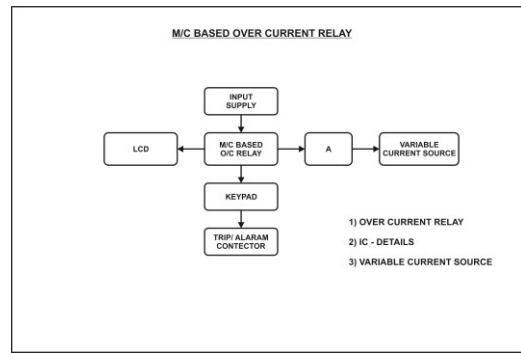 M/C BASED OVER CURRENT RELAY
INPUT
SUPPLY
LCD
M/C BASED
O/C RELAY
A
VARIABLE
CURRENT SOURCE
KEYPAD
TRIP/ ALARAM
CONTECTOR
1) OVER CURRENT RELAY
2) IC - DETAILS
3) VARIABLE CURRENT SOURCE